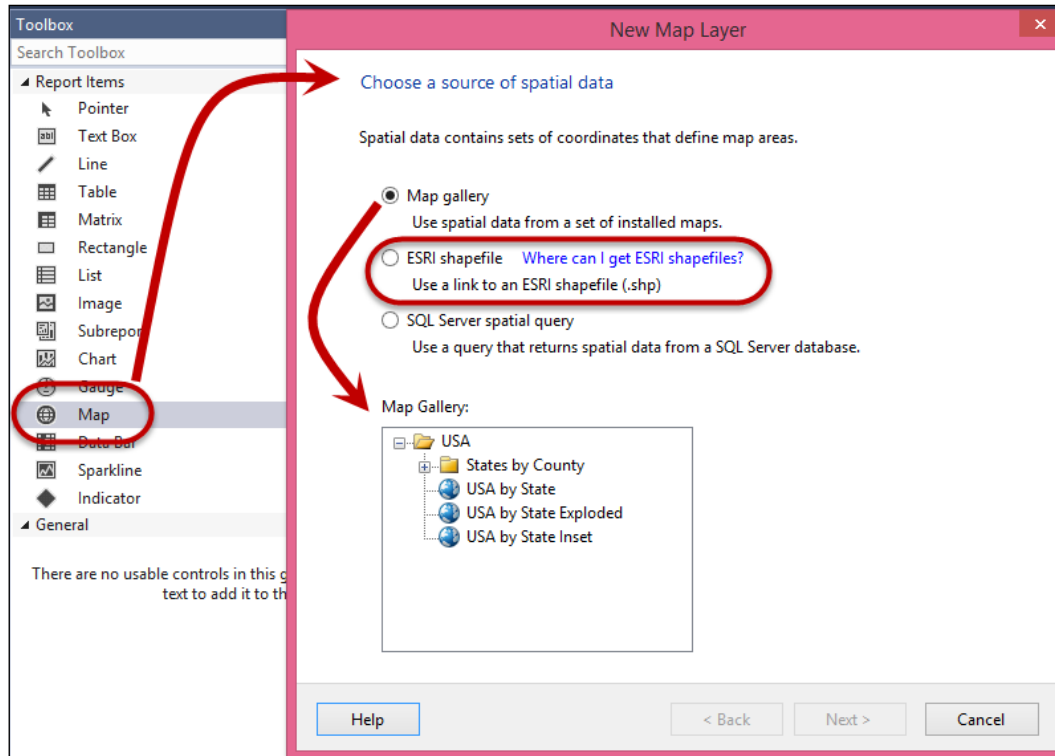 Toolbox
Search Toolbox
Report Items
Pointer
abl Text Box
Line
Table
Matrix
Rectangle
List
Image
Subrepor
Chart
Gauge
Map
Data Bar
Sparkline
Indicator
General
There are no usable controls in this g
text to add it to th
New Map Layer
Choose a source of spatial data
Spatial data contains sets of coordinates that define map areas.
Map gallery
Use spatial data from a set of installed maps.
ESRI shapefile Where can I get ESRI shapefiles?
Use a link to an ESRI shapefile (.shp)
SQL Server spatial query
Use a query that returns spatial data from a SQL Server database.
Map Gallery:
USA
States by County
USA by State
USA by State Exploded
USA by State Inset
Help
< Back
Next >
Cancel